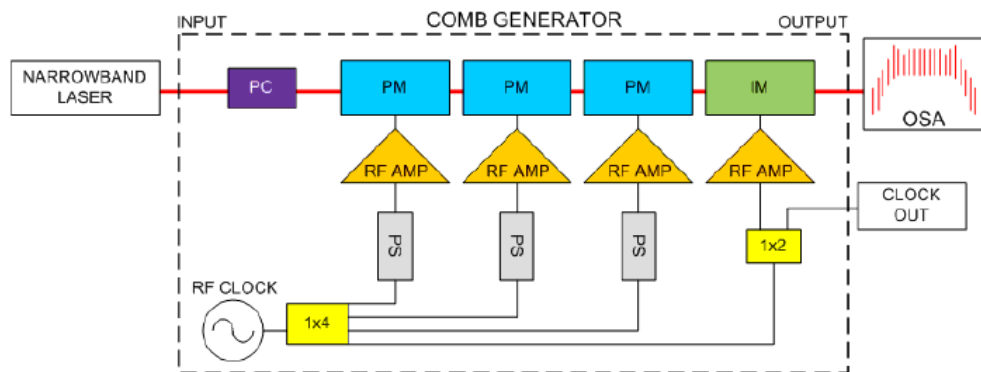 INPUT
COMB GENERATOR
OUTPUT
NARROWBAND
LASER
PC
PM
PM
PM
IM
OSA
RF AMP
RF AMP
RF AMP
RF AMP
CLOCK
OUT
PS
PS
PS
1x2
RF CLOCK
1x4